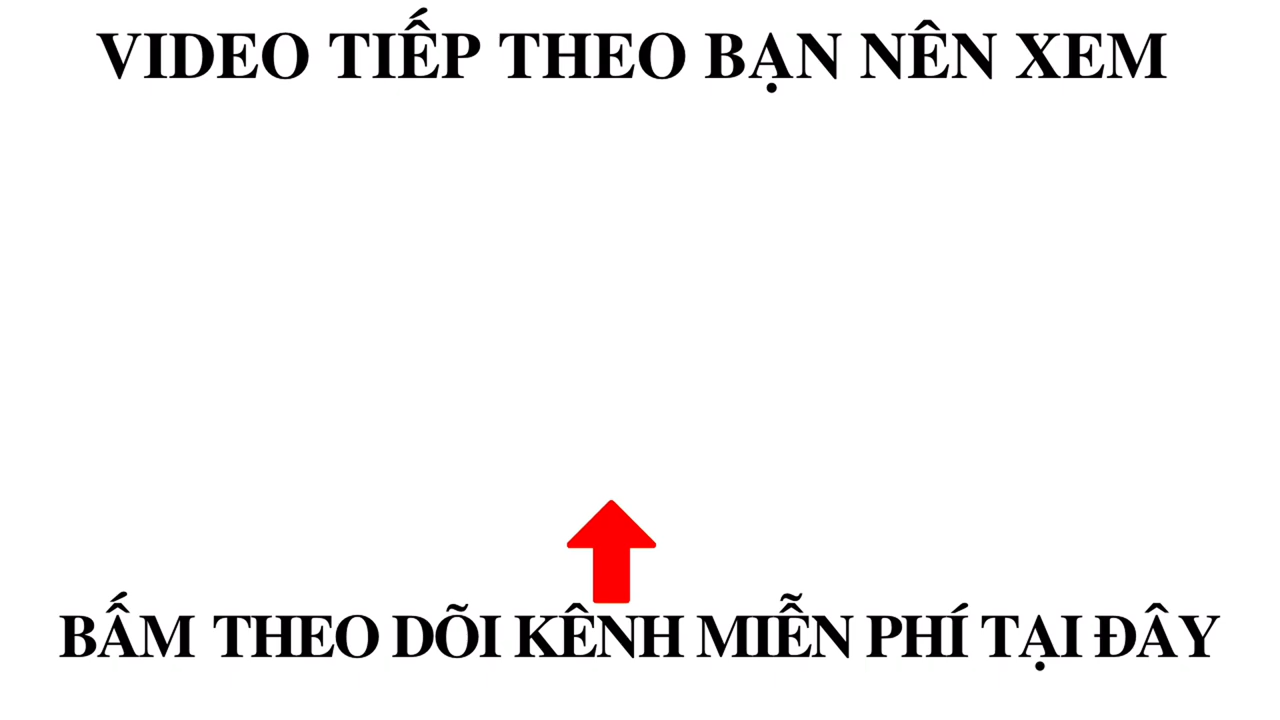 VIDEO TIẾP THEO BẠN NÊN XEM
BẤM THEO DÕI KÊNH MIỄN PHÍ TẠI ĐÂY